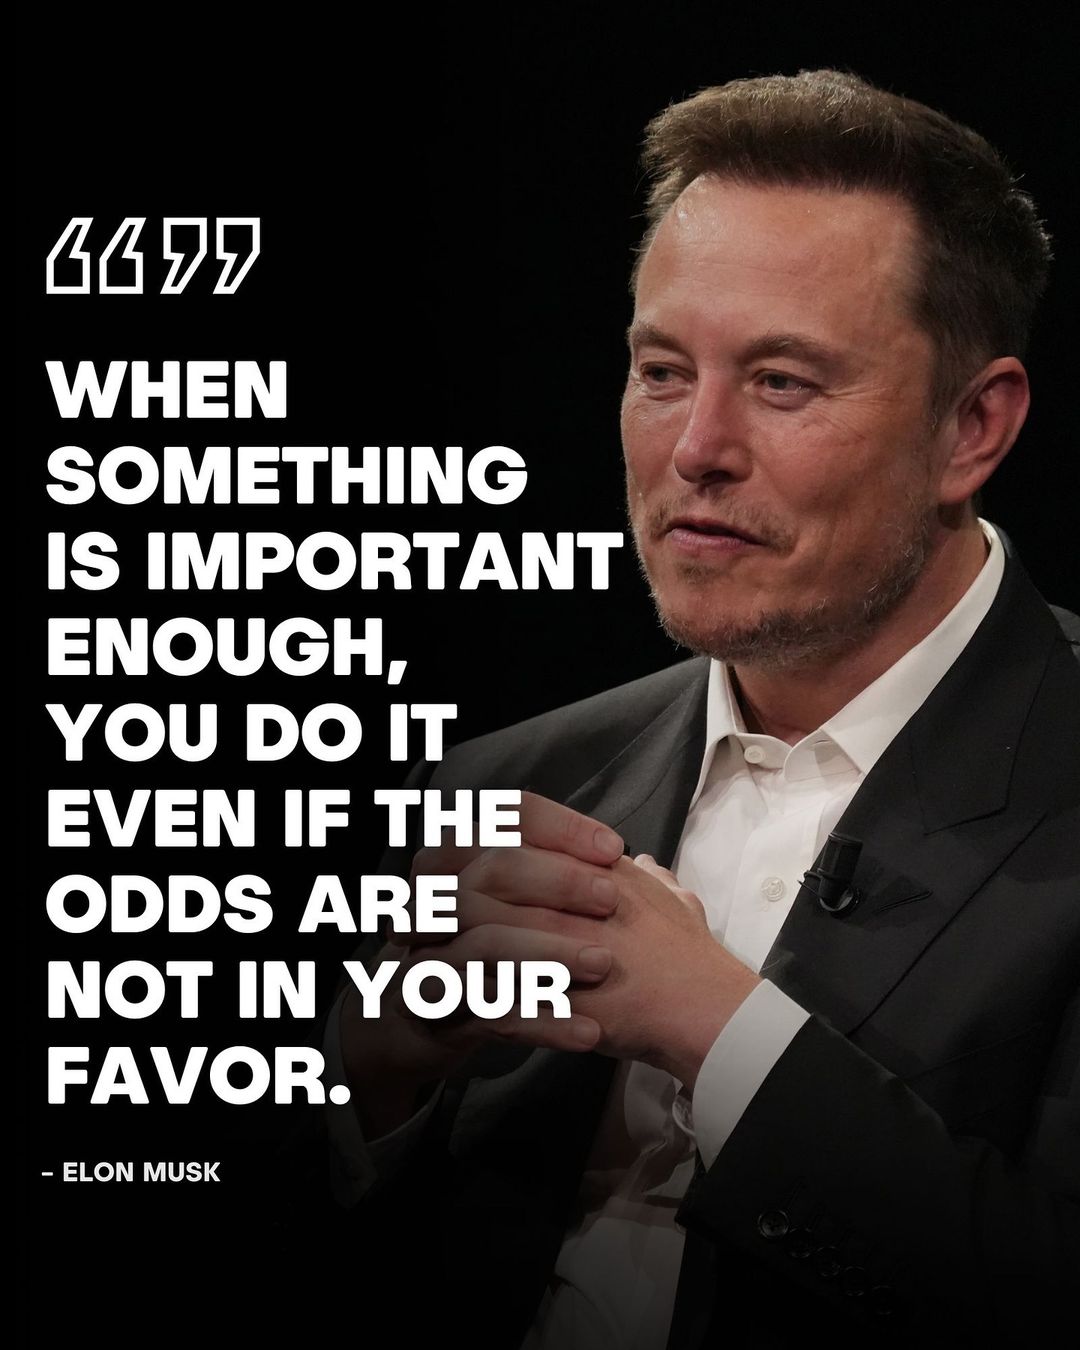 ““ ””
WHEN
SOMETHING
IS IMPORTANT
ENOUGH,
YOU DO IT
EVEN IF THE
ODDS ARE
NOT IN YOUR
FAVOR.
– ELON MUSK